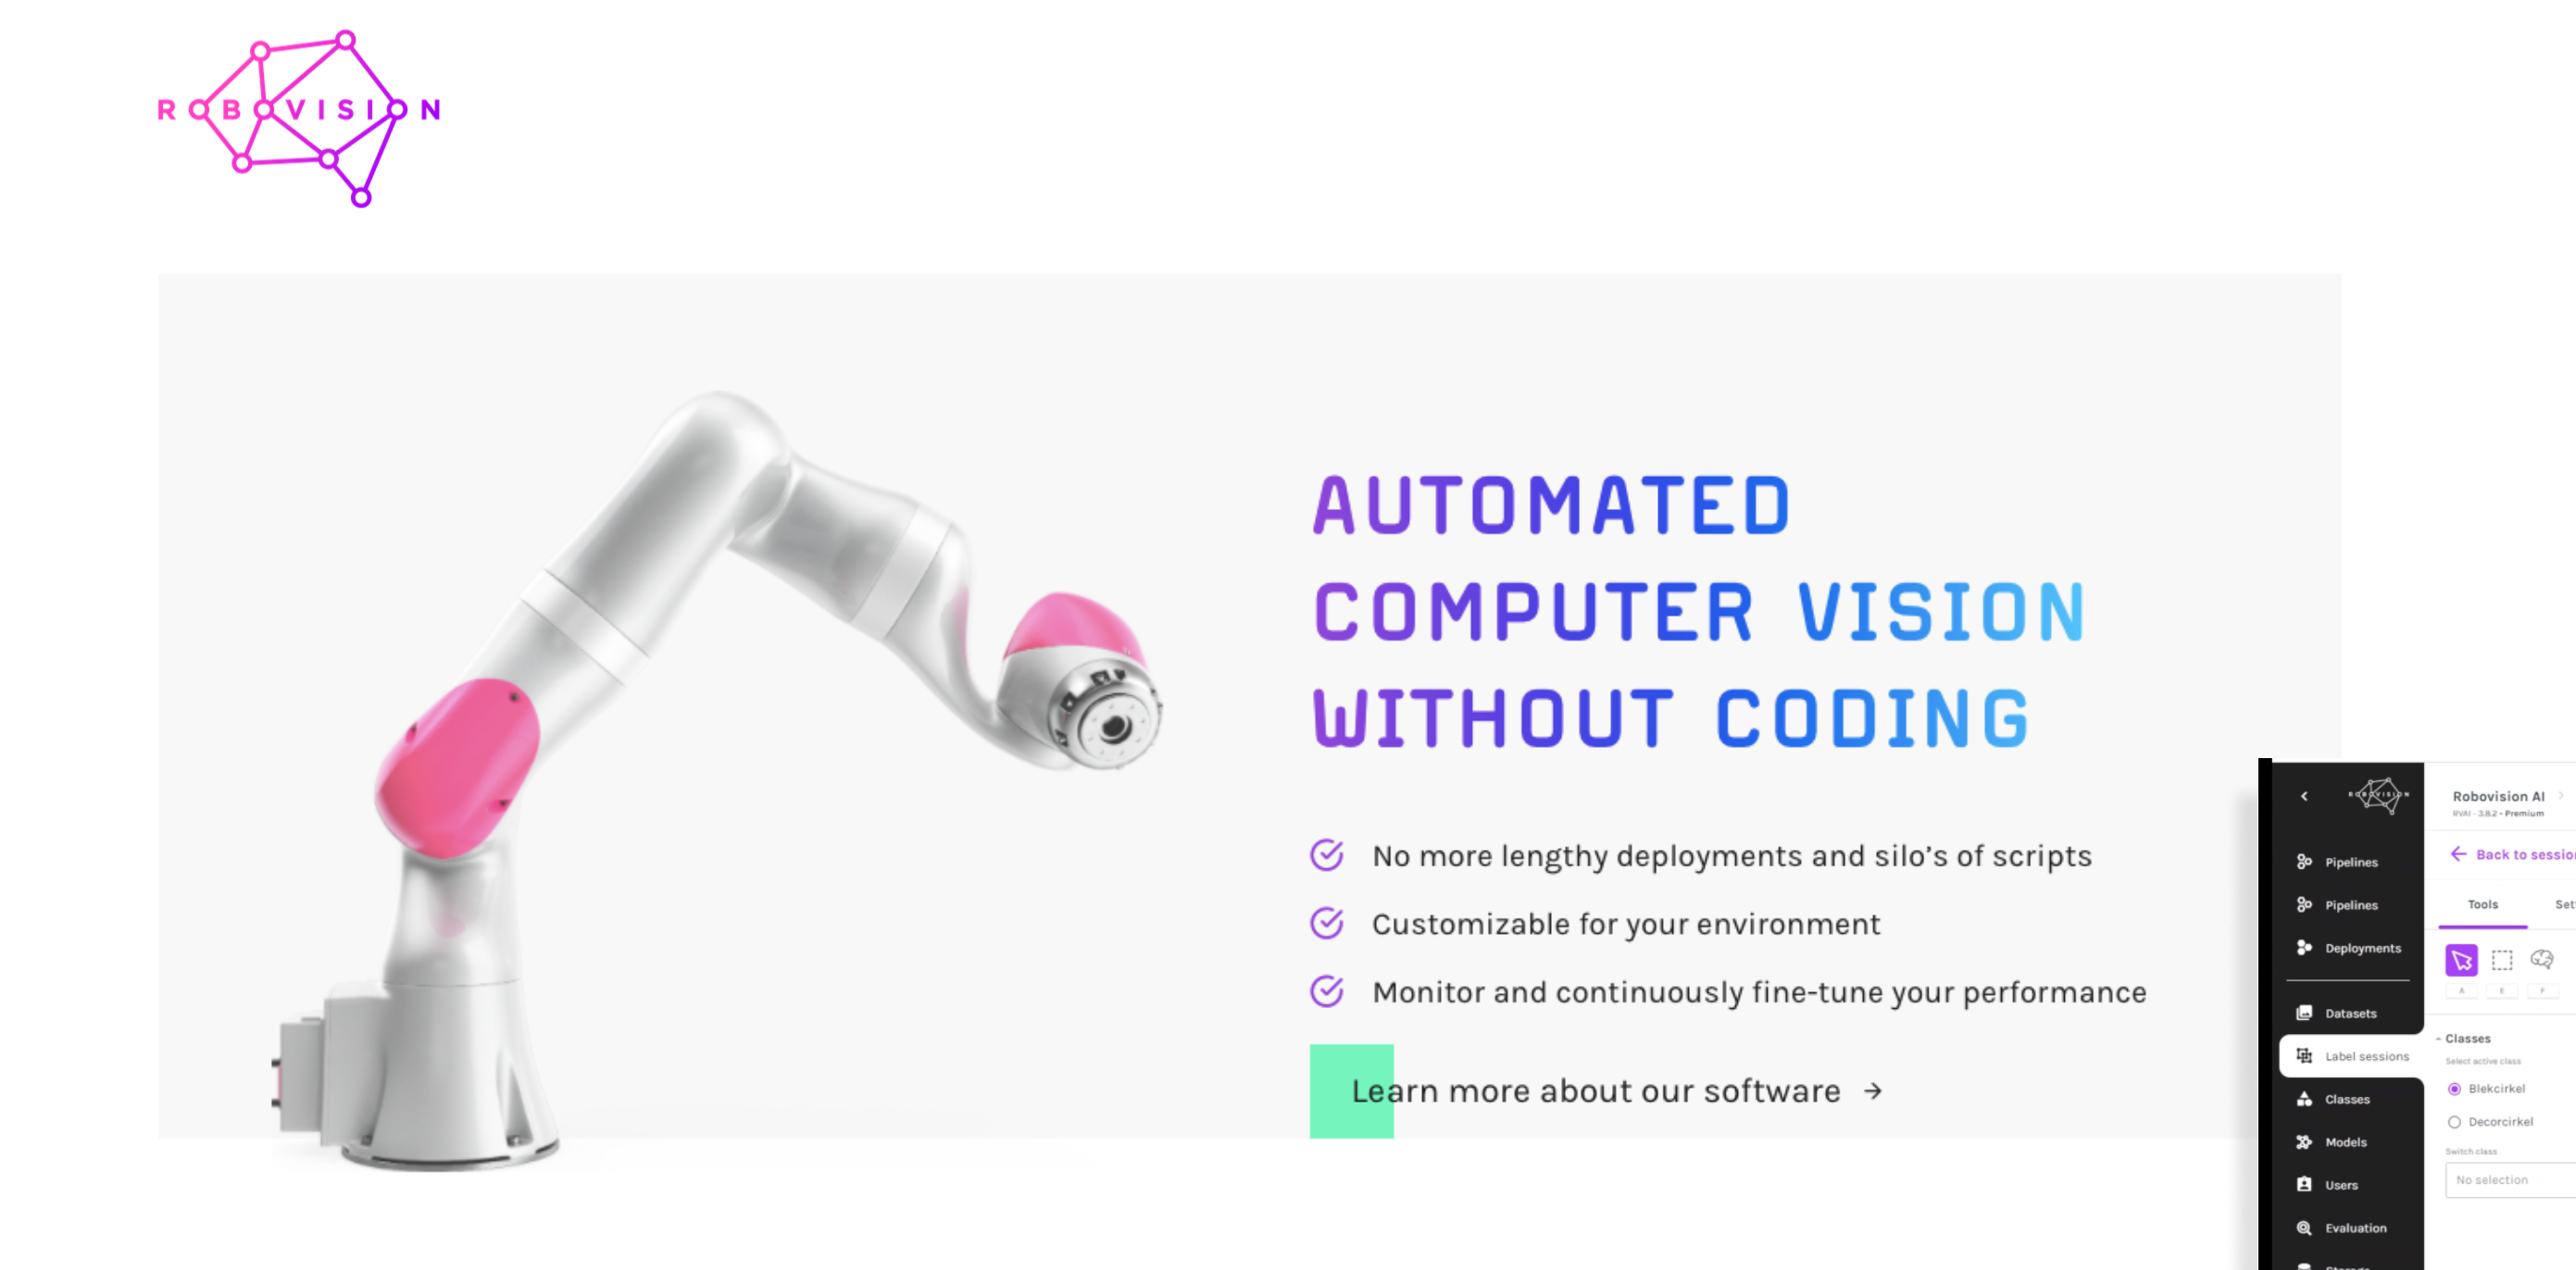 ROBOVISION
AUTOMATED
COMPUTER VISION
WITHOUT CODING
No more lengthy deployments and silo's of scripts
Customizable for your environment
Monitor and continuously fine-tune your performance
Learn more about our software →
ROBOVISION
Pipelines
Pipelines
Deployments
Datasets
Label sessions
Classes
Models
Users
Evaluation
Robovision AI >
RVAI - 3.8.2 - Premium
← Back to
Tools
A E F
Classes
Select active class
Blekcirkel
Decorcirkel
Switch class
No selection